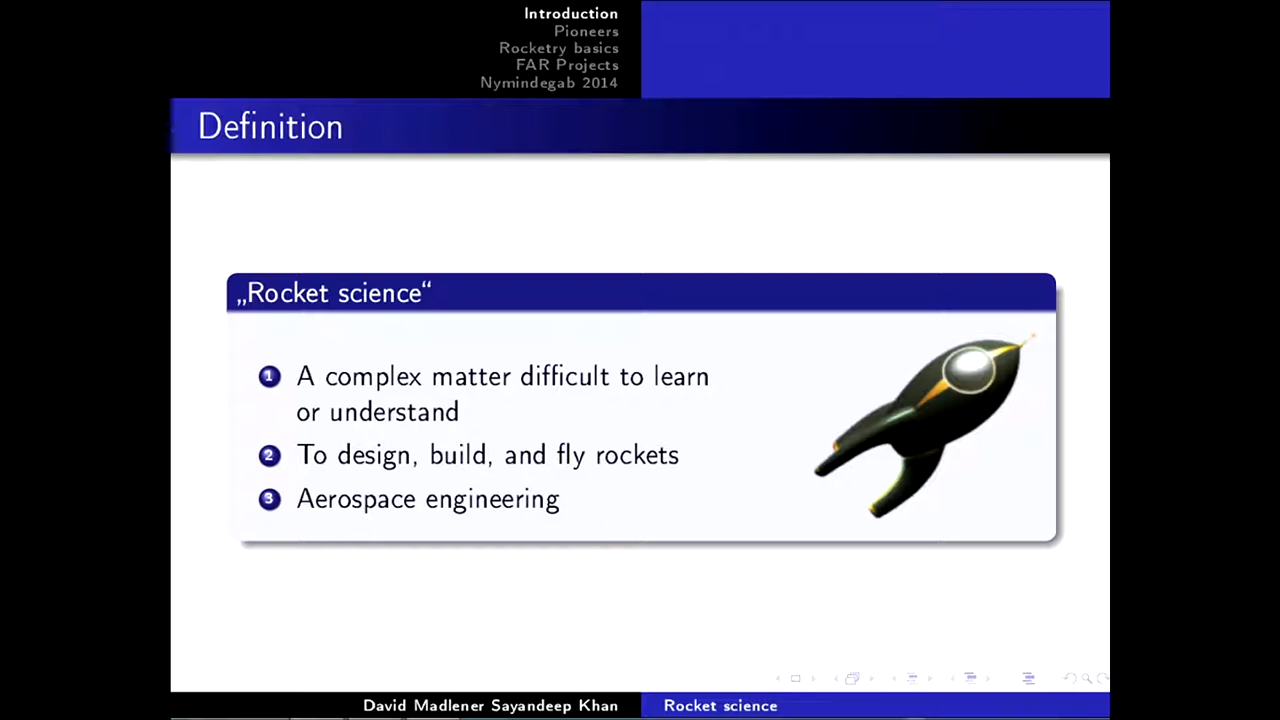 Introduction
Pioneers
Rocketry basics
FAR Projects
Nymindegab 2014
Definition
„Rocket science“
1 A complex matter difficult to learn
or understand
2 To design, build, and fly rockets
3 Aerospace engineering
David Madlener Sayandeep Khan
Rocket science